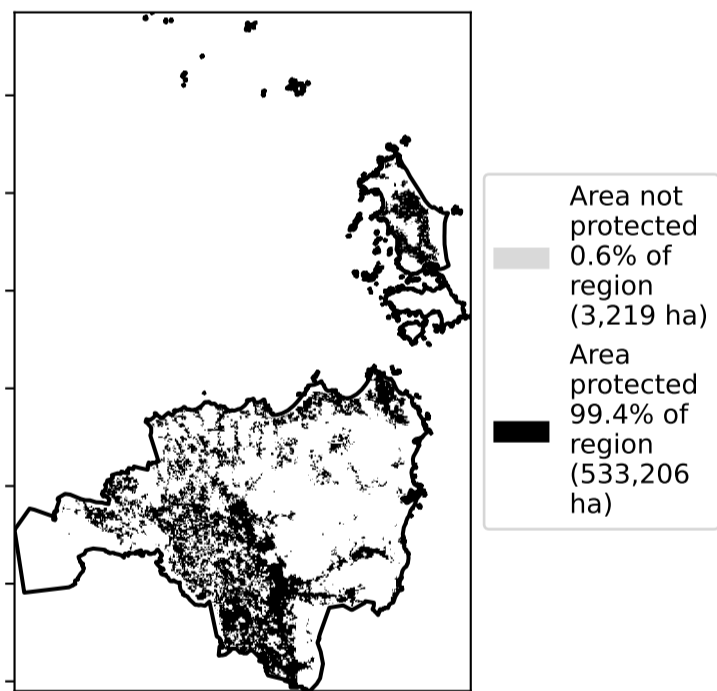 Area not
protected
0.6% of
region
(3,219 ha)
Area
protected
99.4% of
region
(533,206
ha)